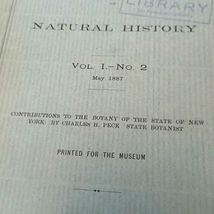 LIBRARY
NATURAL HISTORY
VOL. I.—NO. 2
MAY 1887
CONTRIBUTIONS TO THE BOTANY OF THE STATE OF NEW
YORK BY CHARLES H. PECK STATE BOTANIST
PRINTED FOR THE MUSEUM